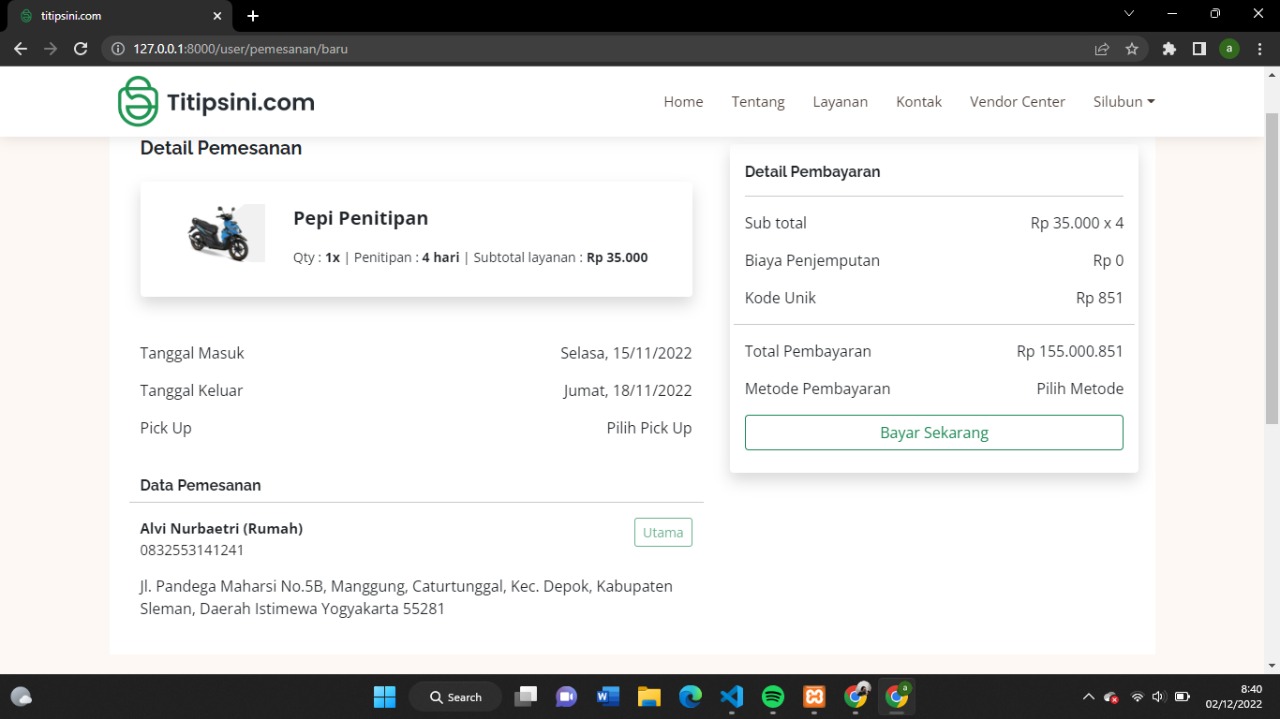 titipsini.com
127.0.0.1:8000/user/pemesanan/baru
a
Titipsini.com
Home Tentang Layanan Kontak Vendor Center Silubun
Detail Pemesanan
Pepi Penitipan
Qty : 1x | Penitipan : 4 hari | Subtotal layanan : Rp 35.000
Tanggal Masuk Selasa, 15/11/2022
Tanggal Keluar Jumat, 18/11/2022
Pick Up Pilih Pick Up
Data Pemesanan
Alvi Nurbaetri (Rumah) Utama
0832553141241
Jl. Pandega Maharsi No.5B, Manggung, Caturtunggal, Kec. Depok, Kabupaten
Sleman, Daerah Istimewa Yogyakarta 55281
Detail Pembayaran
Sub total Rp 35.000 x 4
Biaya Penjemputan Rp 0
Kode Unik Rp 851
Total Pembayaran Rp 155.000.851
Metode Pembayaran Pilih Metode
Bayar Sekarang
Search
8:40
02/12/2022